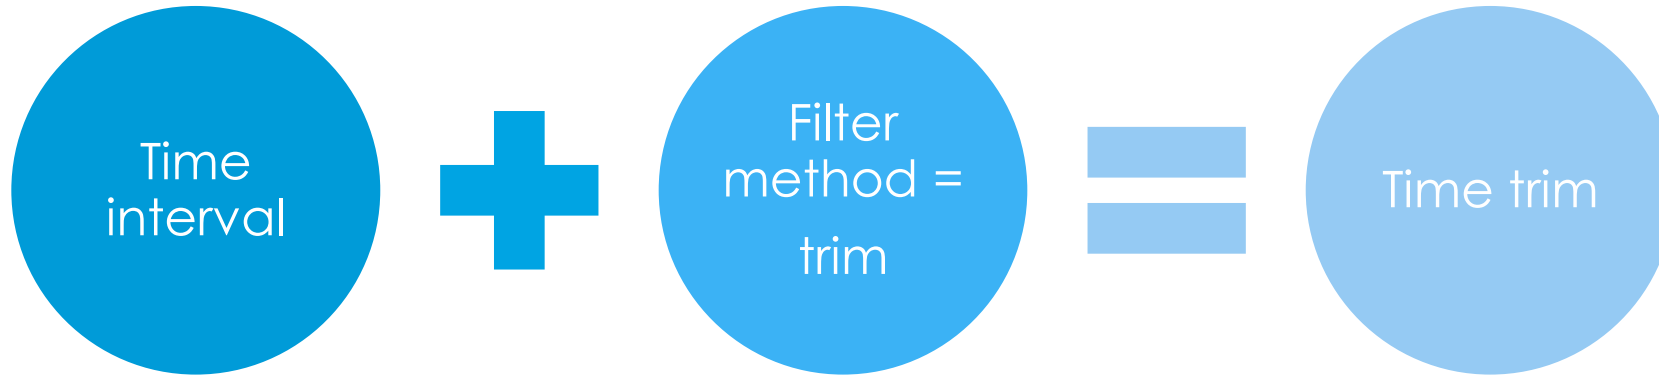 Time
interval
Filter
method =
trim
Time trim